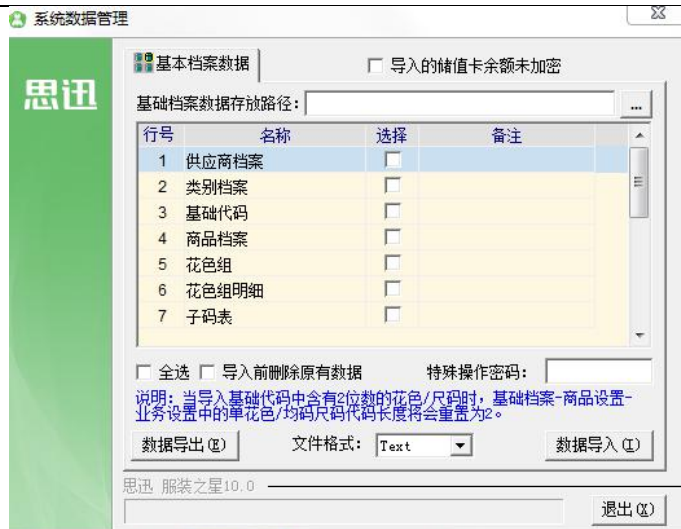 系统数据管理
思迅
基本档案数据
导入的储值卡余额未加密
基础档案数据存放路径:
...
行号 名称 选择 备注
1 供应商档案
2 类别档案
3 基础代码
4 商品档案
5 花色组
6 花色组明细
7 子码表
全选 导入前删除原有数据 特殊操作密码:
说明: 当导入基础代码中含有2位数的花色/尺码时, 基础档案-商品设置-
业务设置中的单花色/均码尺码代码长度将会重置为2。
数据导出(E) 文件格式: Text 数据导入(I)
思迅 服装之星10.0
退出(X)